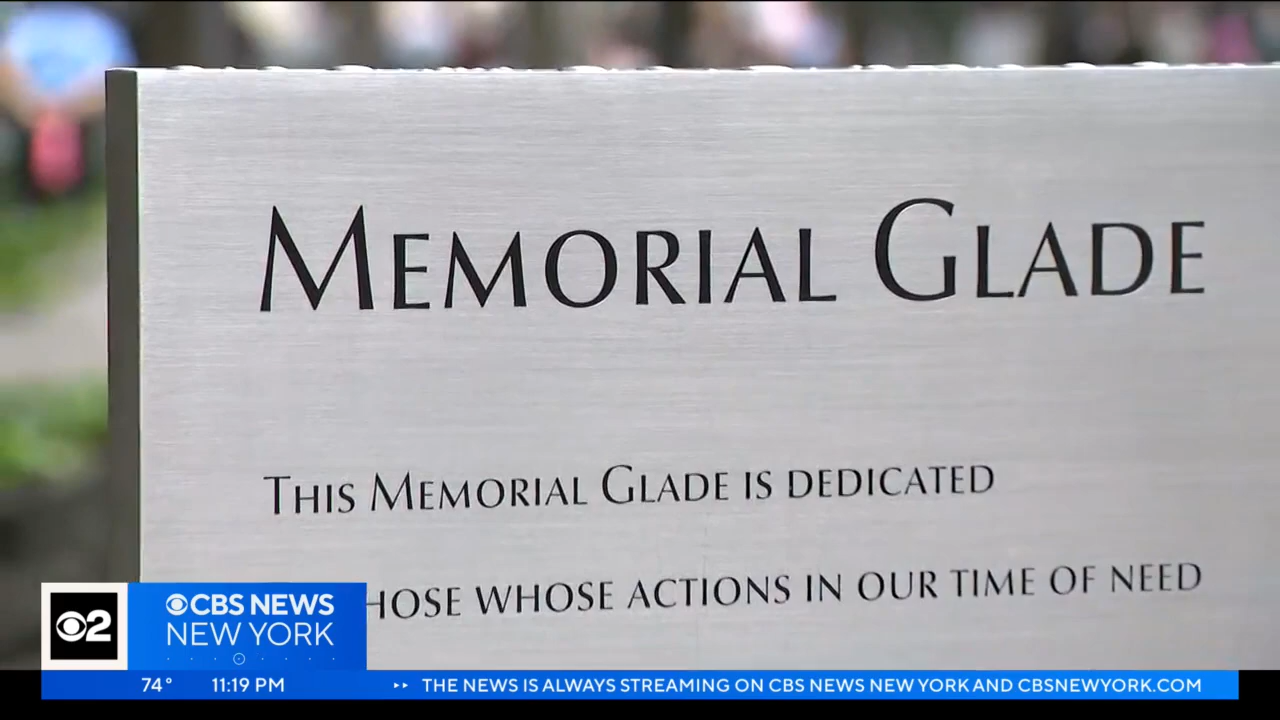 MEMORIAL GLADE
THIS MEMORIAL GLADE IS DEDICATED
WHOSE ACTIONS IN OUR TIME OF NEED
2
CBS NEWS
NEW YORK
74° 11:19 PM THE NEWS IS ALWAYS STREAMING ON CBS NEWS NEW YORK AND CBSNEWYORK.COM